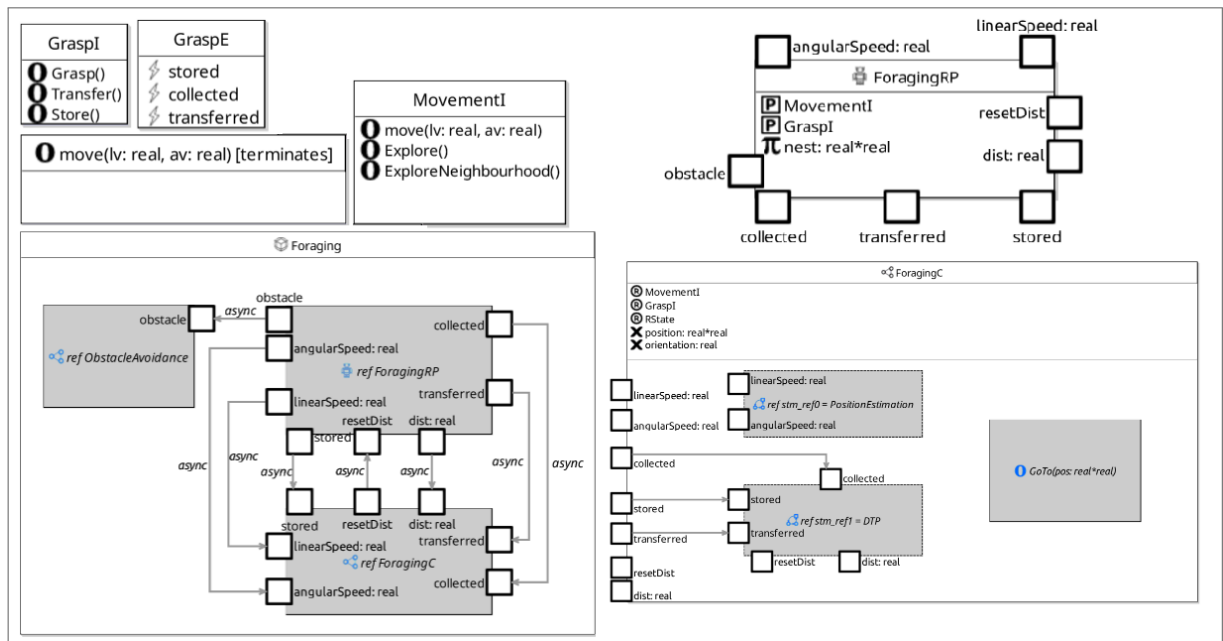 GraspI
O Grasp()
O Transfer()
O Store()
GraspE
stored
collected
transferred
MovementI
O move(lv: real, av: real)
O Explore()
O ExploreNeighbourhood()
O move(lv: real, av: real) [terminates]
linearSpeed: real
angularSpeed: real
ForagingRP
P MovementI
P GraspI
π nest: real*real
resetDist
dist: real
obstacle
collected
transferred
stored
Foraging
obstacle
async
obstacle
collected
angularSpeed: real
ref ObstacleAvoidance
ref ForagingRP
linearSpeed: real
transferred
stored
resetDist
dist: real
async
async
async
async
async
async
async
stored
resetDist
dist: real
linearSpeed: real
transferred
ref ForagingC
angularSpeed: real
collected
ForagingC
R MovementI
R GraspI
R RState
X position: real*real
X orientation: real
linearSpeed: real
linearSpeed: real
ref stm_ref0 = PositionEstimation
angularSpeed: real
angularSpeed: real
collected
collected
O GoTo(pos: real*real)
stored
stored
ref stm_ref1 = DTP
transferred
transferred
resetDist
dist: real
resetDist
dist: real